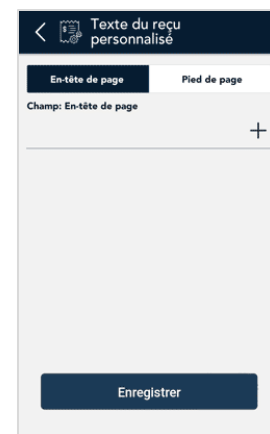 Texte du reçu
personnalisé
En-tête de page
Pied de page
Champ: En-tête de page
Enregistrer